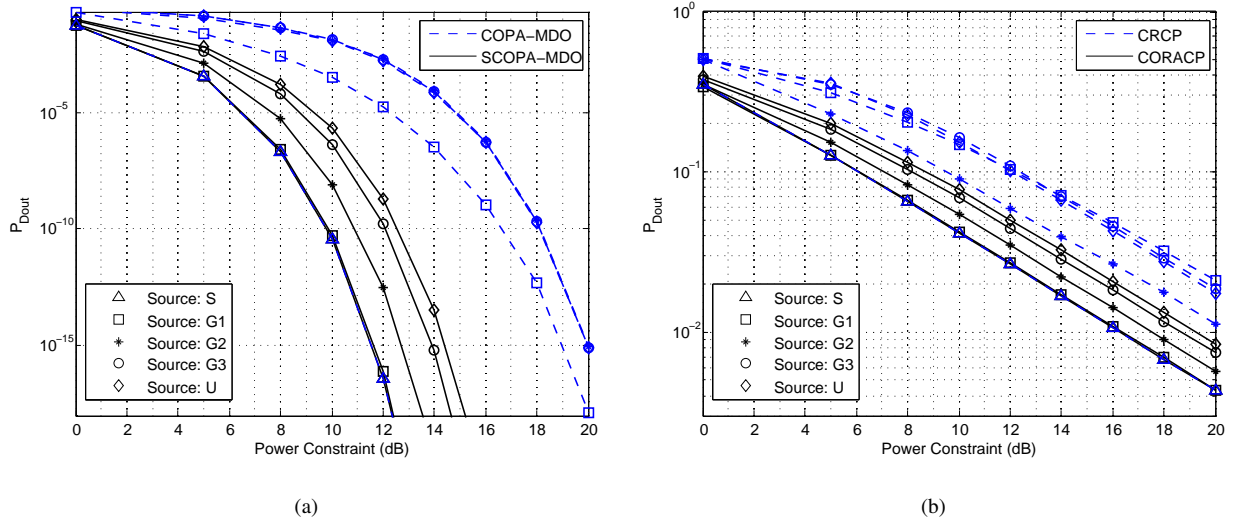 COPA−MDO
SCOPA−MDO
10^−5
10^−10
10^−15
P_Dout
Source: S
Source: G1
Source: G2
Source: G3
Source: U
0 2 4 6 8 10 12 14 16 18 20
Power Constraint (dB)
(a)
CRCP
CORACP
10^0
10^−1
10^−2
P_Dout
Source: S
Source: G1
Source: G2
Source: G3
Source: U
0 2 4 6 8 10 12 14 16 18 20
Power Constraint (dB)
(b)